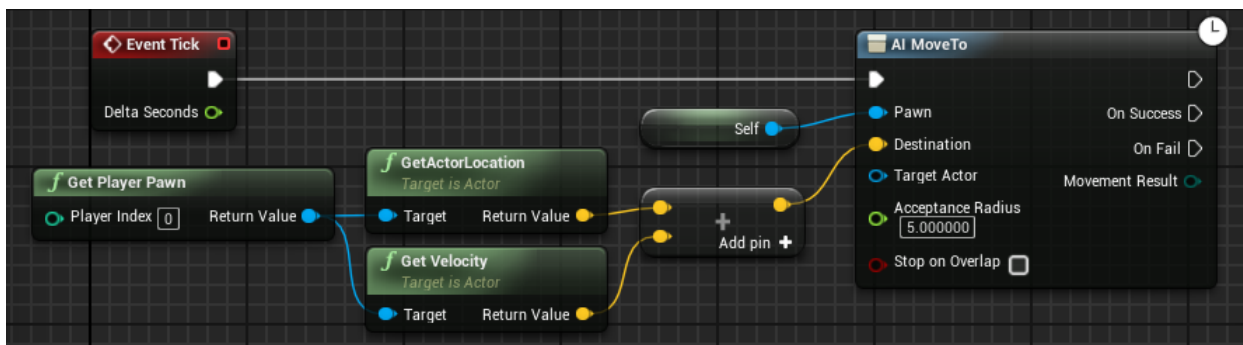 Event Tick
Delta Seconds
f Get Player Pawn
Player Index 0
Return Value
f GetActorLocation
Target is Actor
Target
Return Value
f Get Velocity
Target is Actor
Target
Return Value
Self
Add pin
AI MoveTo
Pawn
Destination
Target Actor
Acceptance Radius
5.000000
Stop on Overlap
On Success
On Fail
Movement Result